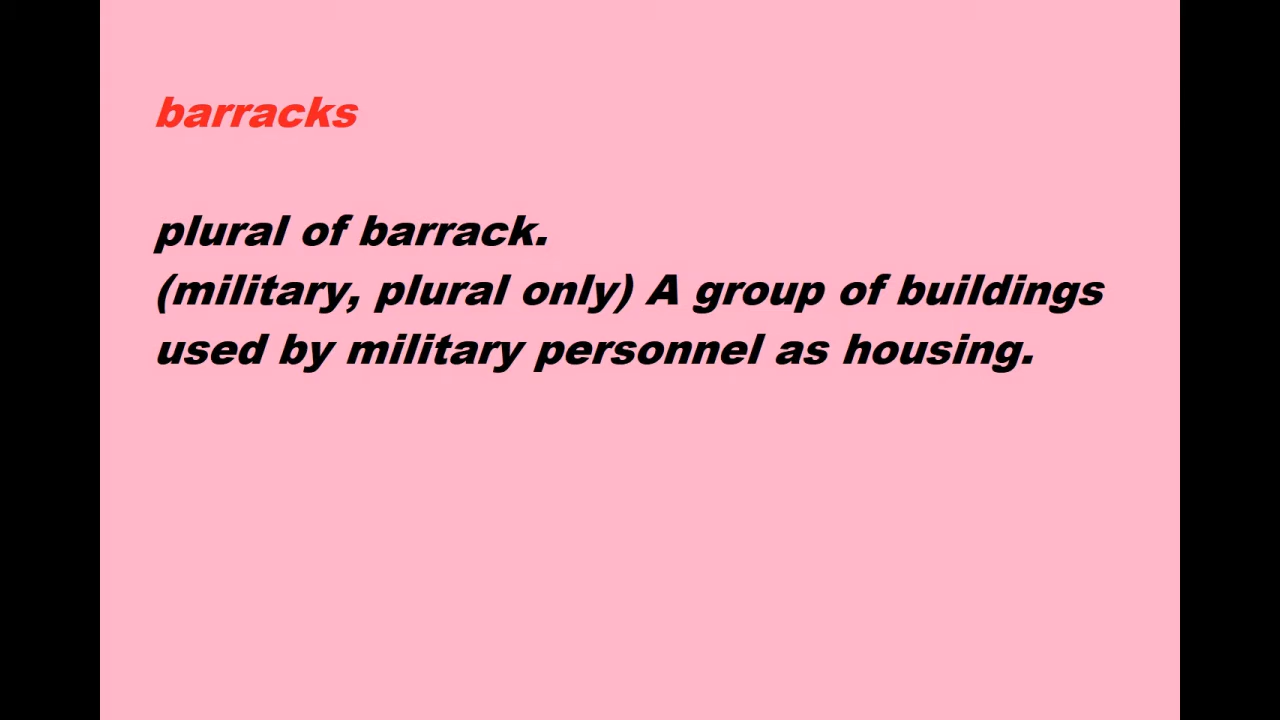 barracks
plural of barrack.
(military, plural only) A group of buildings
used by military personnel as housing.